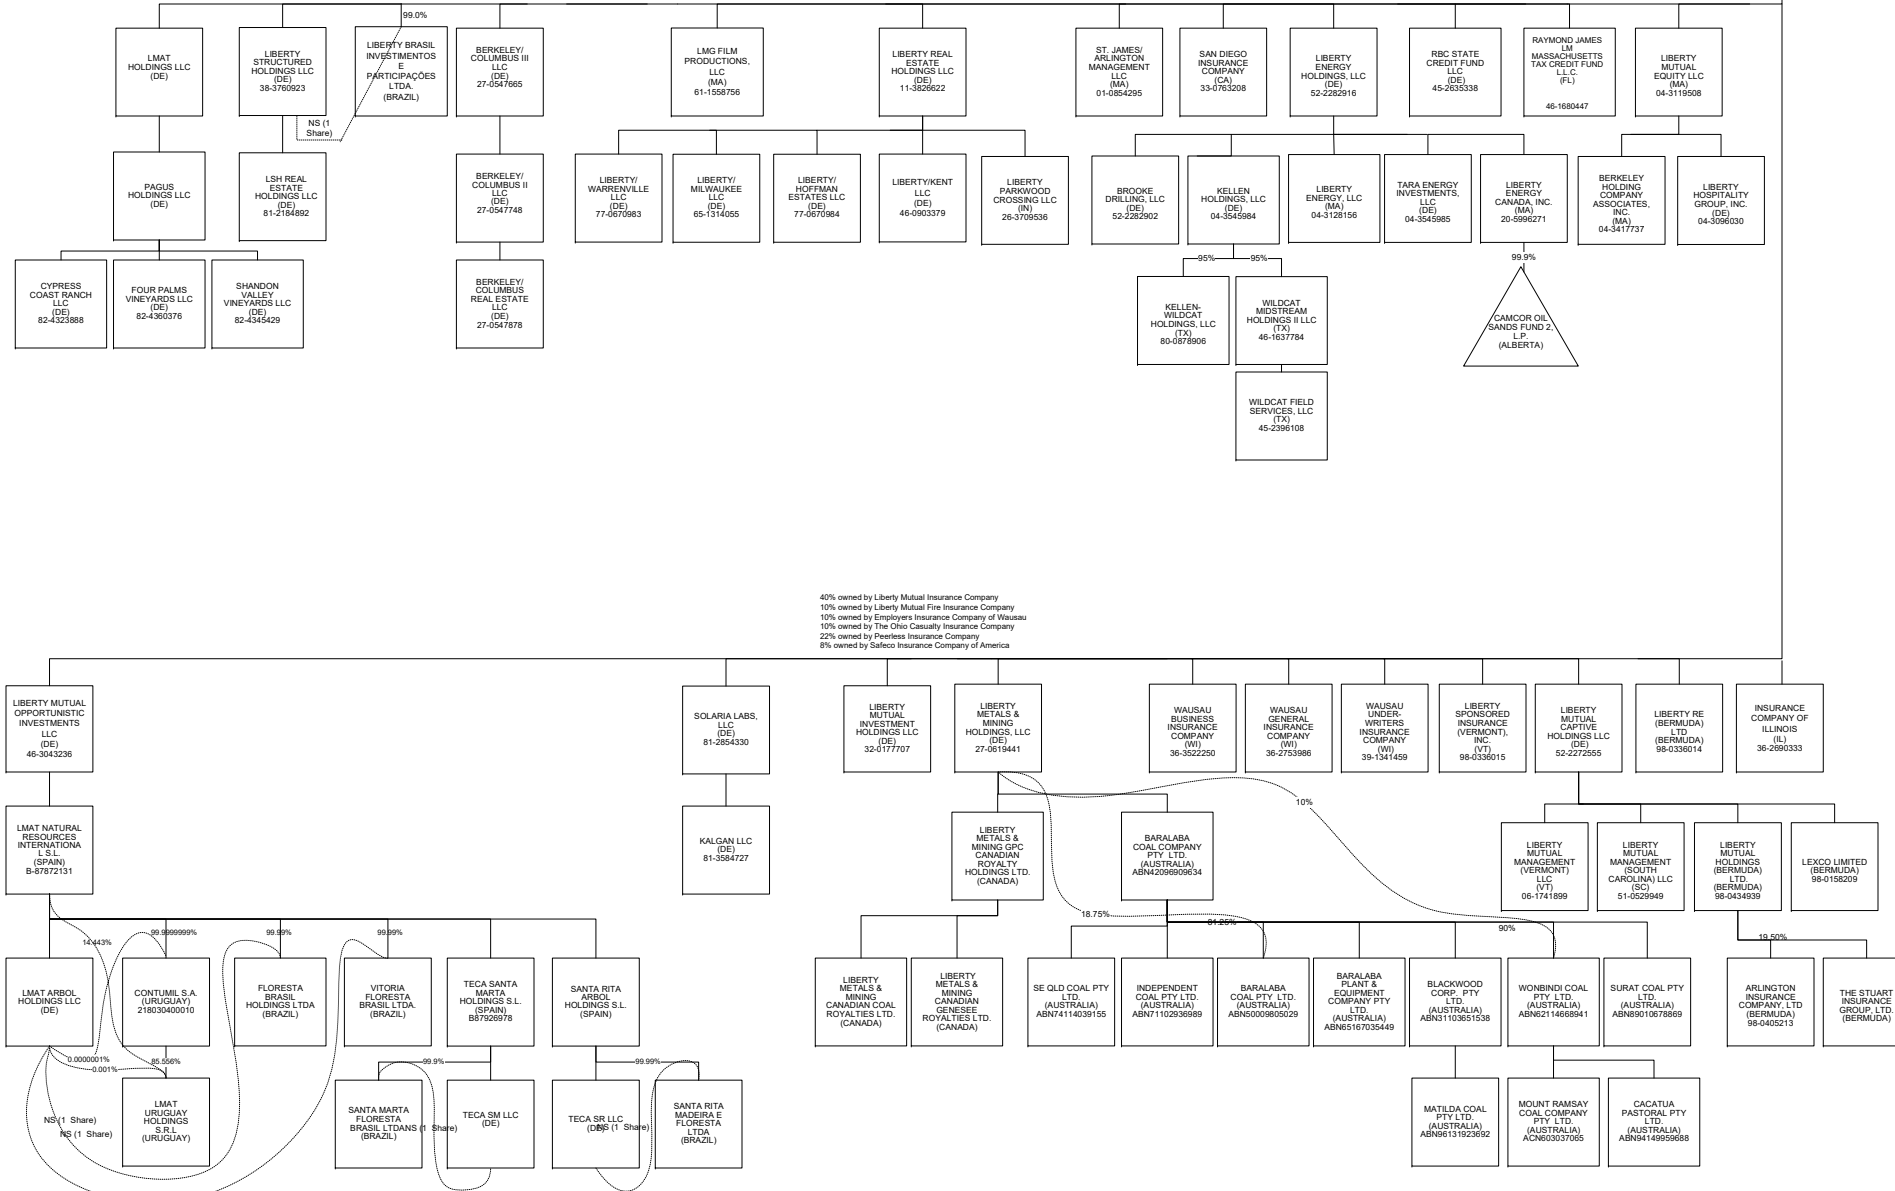 99.0%
LMAT
HOLDINGS LLC
(DE)
LIBERTY
STRUCTURED
HOLDINGS LLC
(DE)
38-3760923
LIBERTY BRASIL
INVESTIMENTOS
E
PARTICIPAÇÕES
LTDA.
(BRAZIL)
BERKELEY/
COLUMBUS III
LLC
(DE)
27-0547665
LMG FILM
PRODUCTIONS,
LLC
(MA)
61-1558756
LIBERTY REAL
ESTATE
HOLDINGS LLC
(DE)
11-3826622
ST. JAMES/
ARLINGTON
MANAGEMENT
LLC
(MA)
01-0854295
SAN DIEGO
INSURANCE
COMPANY
(CA)
33-0763208
LIBERTY
ENERGY
HOLDINGS, LLC
(DE)
52-2282916
RBC STATE
CREDIT FUND
LLC
(DE)
45-2635338
RAYMOND JAMES
LM
MASSACHUSETTS
TAX CREDIT FUND
L.L.C.
(FL)
46-1680447
LIBERTY
MUTUAL
EQUITY LLC
(MA)
04-3119508
NS (1
Share)
PAGUS
HOLDINGS LLC
(DE)
LSH REAL
ESTATE
HOLDINGS LLC
(DE)
81-2184892
BERKELEY/
COLUMBUS II
LLC
(DE)
27-0547748
LIBERTY/
WARRENVILLE
LLC
(DE)
77-0670983
LIBERTY/
MILWAUKEE
LLC
(DE)
65-1314055
LIBERTY/
HOFFMAN
ESTATES LLC
(DE)
77-0670984
LIBERTY/KENT
LLC
(DE)
46-0903379
LIBERTY
PARKWOOD
CROSSING LLC
(IN)
26-3709536
BROOKE
DRILLING, LLC
(DE)
52-2282902
KELLEN
HOLDINGS, LLC
(DE)
04-3545984
LIBERTY
ENERGY, LLC
(MA)
04-3128156
TARA ENERGY
INVESTMENTS,
LLC
(DE)
04-3545985
LIBERTY
ENERGY
CANADA, INC.
(MA)
20-5996271
BERKELEY
HOLDING
COMPANY
ASSOCIATES,
INC.
(MA)
04-3417737
LIBERTY
HOSPITALITY
GROUP, INC.
(DE)
04-3096030
95%
95%
99.9%
CYPRESS
COAST RANCH
LLC
(DE)
82-4323888
FOUR PALMS
VINEYARDS LLC
(DE)
82-4360376
SHANDON
VALLEY
VINEYARDS LLC
(DE)
82-4345429
BERKELEY/
COLUMBUS
REAL ESTATE
LLC
(DE)
27-0547878
KELLEN-
WILDCAT
HOLDINGS, LLC
(TX)
80-0878906
WILDCAT
MIDSTREAM
HOLDINGS II LLC
(TX)
46-1637784
CAMCOR OIL
SANDS FUND 2,
L.P.
(ALBERTA)
WILDCAT FIELD
SERVICES, LLC
(TX)
45-2396108
40% owned by Liberty Mutual Insurance Company
10% owned by Liberty Mutual Fire Insurance Company
10% owned by Employers Insurance Company of Wausau
10% owned by The Ohio Casualty Insurance Company
22% owned by Peerless Insurance Company
8% owned by Safeco Insurance Company of America
LIBERTY MUTUAL
OPPORTUNISTIC
INVESTMENTS
LLC
(DE)
46-3043236
SOLARIA LABS,
LLC
(DE)
81-2854330
LIBERTY
MUTUAL
INVESTMENT
HOLDINGS LLC
(DE)
32-0177707
LIBERTY
METALS &
MINING
HOLDINGS, LLC
(DE)
27-0619441
WAUSAU
BUSINESS
INSURANCE
COMPANY
(WI)
36-3522250
WAUSAU
GENERAL
INSURANCE
COMPANY
(WI)
36-2753986
WAUSAU
UNDER-
WRITERS
INSURANCE
COMPANY
(WI)
39-1341459
LIBERTY
SPONSORED
INSURANCE
(VERMONT),
INC.
(VT)
98-0336015
LIBERTY
MUTUAL
CAPTIVE
HOLDINGS LLC
(DE)
52-2272555
LIBERTY RE
(BERMUDA)
LTD
(BERMUDA)
98-0336014
INSURANCE
COMPANY OF
ILLINOIS
(IL)
36-2690333
10%
LMAT NATURAL
RESOURCES
INTERNATIONA
L S.L.
(SPAIN)
B-87872131
KALGAN LLC
(DE)
81-3584727
LIBERTY
METALS &
MINING GPC
CANADIAN
ROYALTY
HOLDINGS LTD.
(CANADA)
BARALABA
COAL COMPANY
PTY LTD.
(AUSTRALIA)
ABN42096909634
LIBERTY
MUTUAL
MANAGEMENT
(VERMONT)
LLC
(VT)
06-1741899
LIBERTY
MUTUAL
MANAGEMENT
(SOUTH
CAROLINA) LLC
(SC)
51-0529949
LIBERTY
MUTUAL
HOLDINGS
(BERMUDA)
LTD.
(BERMUDA)
98-0434939
LEXCO LIMITED
(BERMUDA)
98-0158209
14.443%
99.9999999%
99.99%
99.99%
18.75%
81.25%
90%
19.50%
LMAT ARBOL
HOLDINGS LLC
(DE)
CONTUMIL S.A.
(URUGUAY)
218030400010
FLORESTA
BRASIL
HOLDINGS LTDA
(BRAZIL)
VITORIA
FLORESTA
BRASIL LTDA.
(BRAZIL)
TECA SANTA
MARTA
HOLDINGS S.L.
(SPAIN)
B87926978
SANTA RITA
ARBOL
HOLDINGS S.L.
(SPAIN)
LIBERTY
METALS &
MINING
CANADIAN COAL
ROYALTIES LTD.
(CANADA)
LIBERTY
METALS &
MINING
CANADIAN
GENESEE
ROYALTIES LTD.
(CANADA)
SE QLD COAL PTY
LTD.
(AUSTRALIA)
ABN74114039155
INDEPENDENT
COAL PTY LTD.
(AUSTRALIA)
ABN71102936989
BARALABA
COAL PTY LTD.
(AUSTRALIA)
ABN50009805029
BARALABA
PLANT &
EQUIPMENT
COMPANY PTY
LTD.
(AUSTRALIA)
ABN65167035449
BLACKWOOD
CORP. PTY
LTD.
(AUSTRALIA)
ABN31103651538
WONBINDI COAL
PTY LTD.
(AUSTRALIA)
ABN62114668941
SURAT COAL PTY
LTD.
(AUSTRALIA)
ABN89010678869
ARLINGTON
INSURANCE
COMPANY, LTD
(BERMUDA)
98-0405213
THE STUART
INSURANCE
GROUP, LTD.
(BERMUDA)
0.0000001%
0.001%
85.556%
99.9%
99.99%
LMAT
URUGUAY
HOLDINGS
S.R.L
(URUGUAY)
SANTA MARTA
FLORESTA
BRASIL LTDA
(BRAZIL)
NS (1 Share)
TECA SM LLC
(DE)
TECA SR LLC
(DE)
NS (1 Share)
SANTA RITA
MADEIRA E
FLORESTA
LTDA
(BRAZIL)
MATILDA COAL
PTY LTD.
(AUSTRALIA)
ABN96131923692
MOUNT RAMSAY
COAL COMPANY
PTY LTD.
(AUSTRALIA)
ACN603037065
CACATUA
PASTORAL PTY
LTD.
(AUSTRALIA)
ABN94149959688
NS (1 Share)
NS (1 Share)